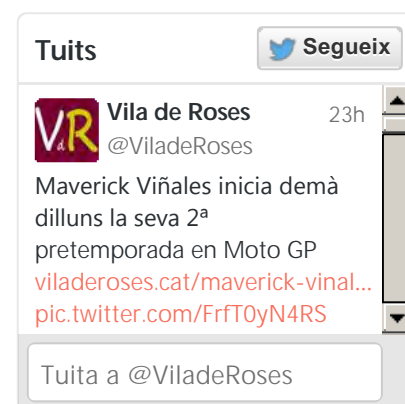 Tuits
Segueix
VdR
Vila de Roses 23h
@ViladeRoses
Maverick Viñales inicia demà
dilluns la seva 2ª
pretemporada en Moto GP
viladeroses.cat/maverick-vinal...
pic.twitter.com/FrfT0yN4RS
Tuita a @ViladeRoses